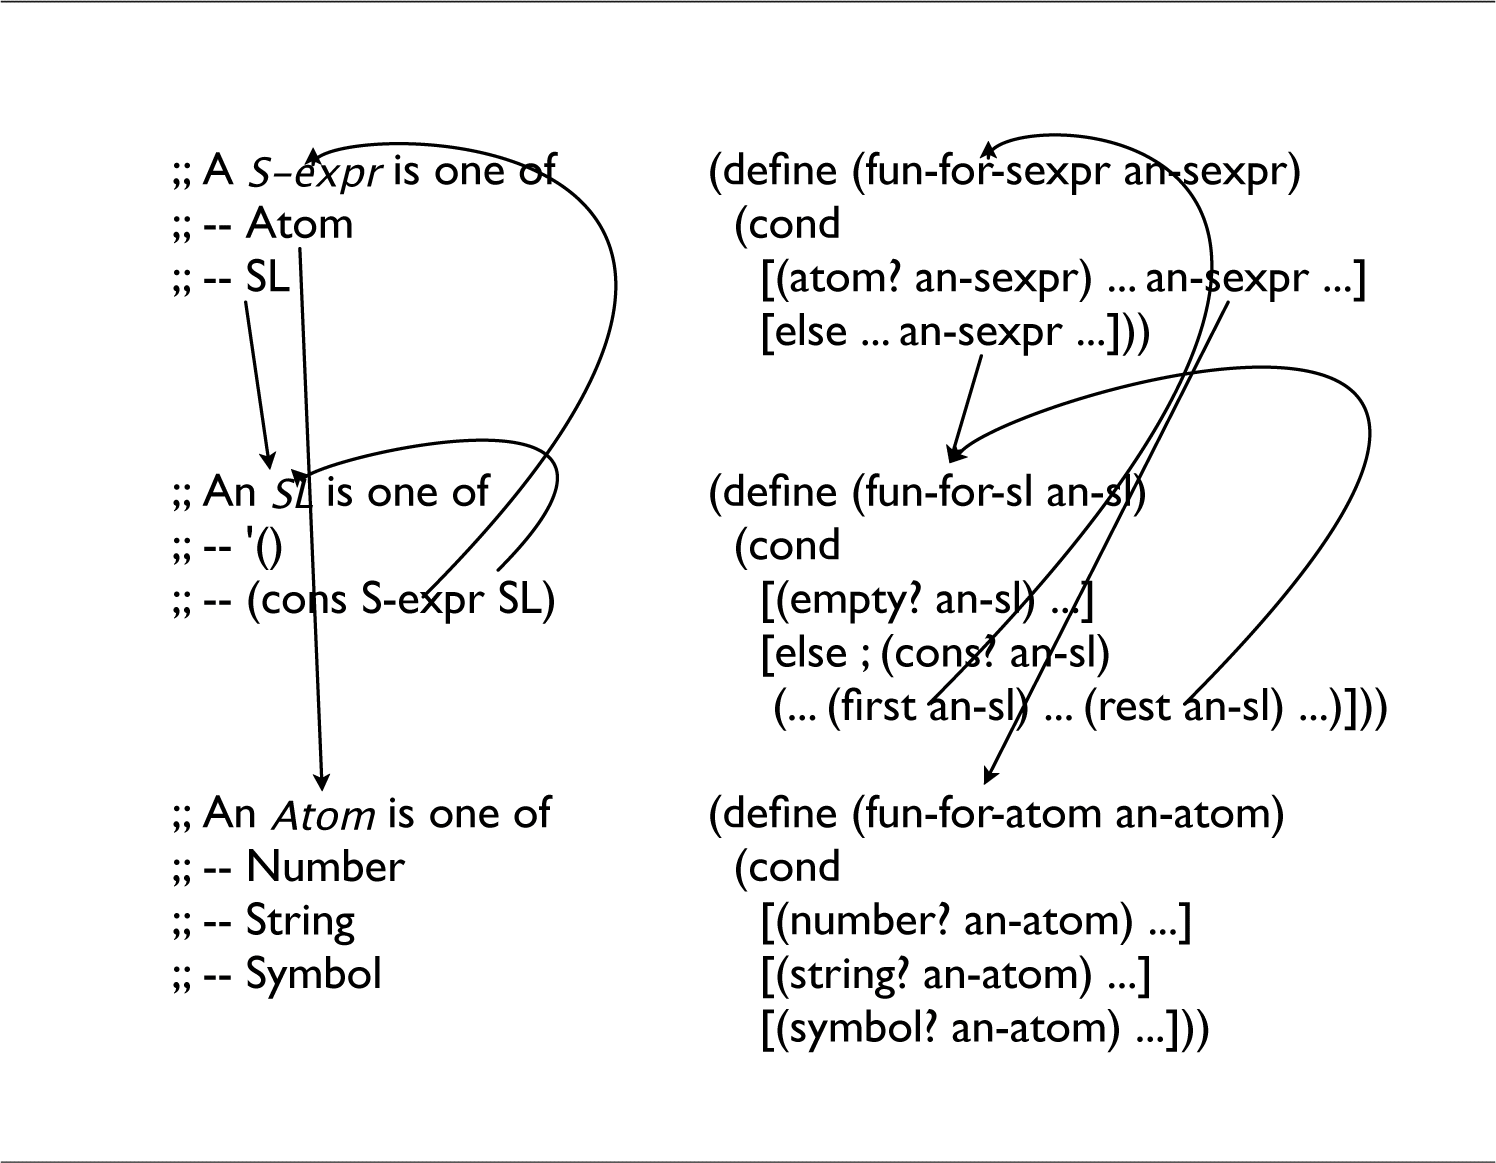 ;; A S-expr is one of
;; -- Atom
;; -- SL
;; An SL is one of
;; -- '()
;; -- (cons S-expr SL)
;; An Atom is one of
;; -- Number
;; -- String
;; -- Symbol
(define (fun-for-sexpr an-sexpr)
(cond
[(atom? an-sexpr) ... an-sexpr ...]
[else ... an-sexpr ...]))
(define (fun-for-sl an-sl)
(cond
[(empty? an-sl) ...]
[else ; (cons? an-sl)
(... (first an-sl) ... (rest an-sl) ...)]))
(define (fun-for-atom an-atom)
(cond
[(number? an-atom) ...]
[(string? an-atom) ...]
[(symbol? an-atom) ...]))